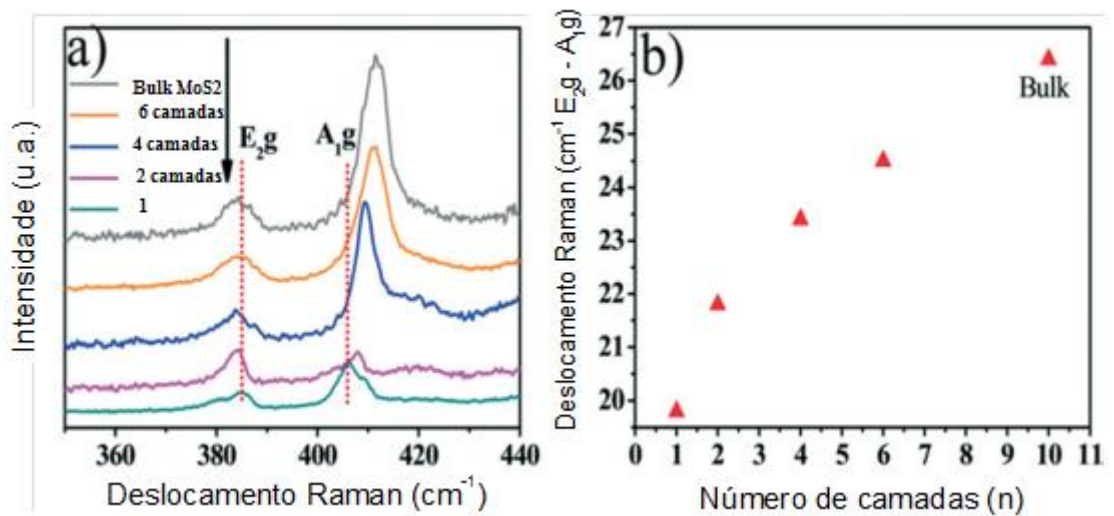 a)
Bulk MoS2
6 camadas
4 camadas
2 camadas
1
E2g
A1g
Intensidade (u.a.)
360 380 400 420 440
Deslocamento Raman (cm-1)
b)
Deslocamento Raman (cm-1 E2g - A1g)
27
26
25
24
23
22
21
20
Bulk
0 1 2 3 4 5 6 7 8 9 10 11
Número de camadas (n)